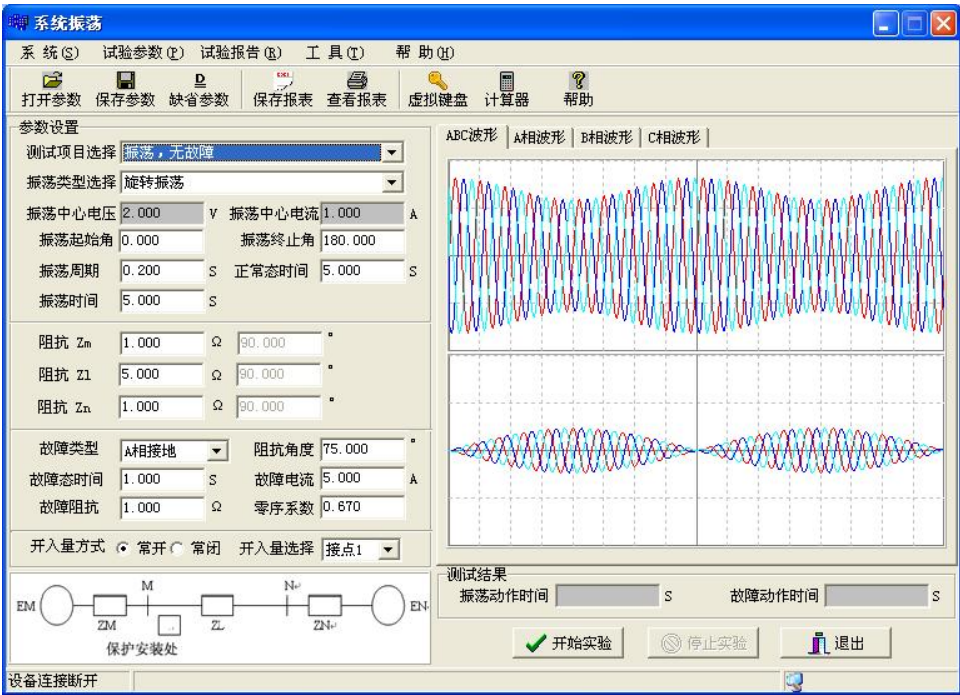 系统振荡
系 统(S) 试验参数(P) 试验报告(R) 工 具(T) 帮 助(H)
打开参数 保存参数 缺省参数 保存报表 查看报表 虚拟键盘 计算器 帮助
参数设置
测试项目选择 振荡，无故障
振荡类型选择 旋转振荡
振荡中心电压 2.000 V 振荡中心电流 1.000 A
振荡起始角 0.000 振荡终止角 180.000
振荡周期 0.200 S 正常态时间 5.000 S
振荡时间 5.000 S
阻抗 Zm 1.000 Ω 90.000 °
阻抗 Zl 5.000 Ω 90.000 °
阻抗 Zn 1.000 Ω 90.000 °
故障类型 A相接地 阻抗角度 75.000 °
故障态时间 1.000 S 故障电流 5.000 A
故障阻抗 1.000 Ω 零序系数 0.670
开入量方式 常开 常闭 开入量选择 接点1
M N
EM EN
ZM ZL ZN
保护安装处
ABC波形 A相波形 B相波形 C相波形
测试结果
振荡动作时间 S 故障动作时间 S
开始实验 停止实验 退出
设备连接断开